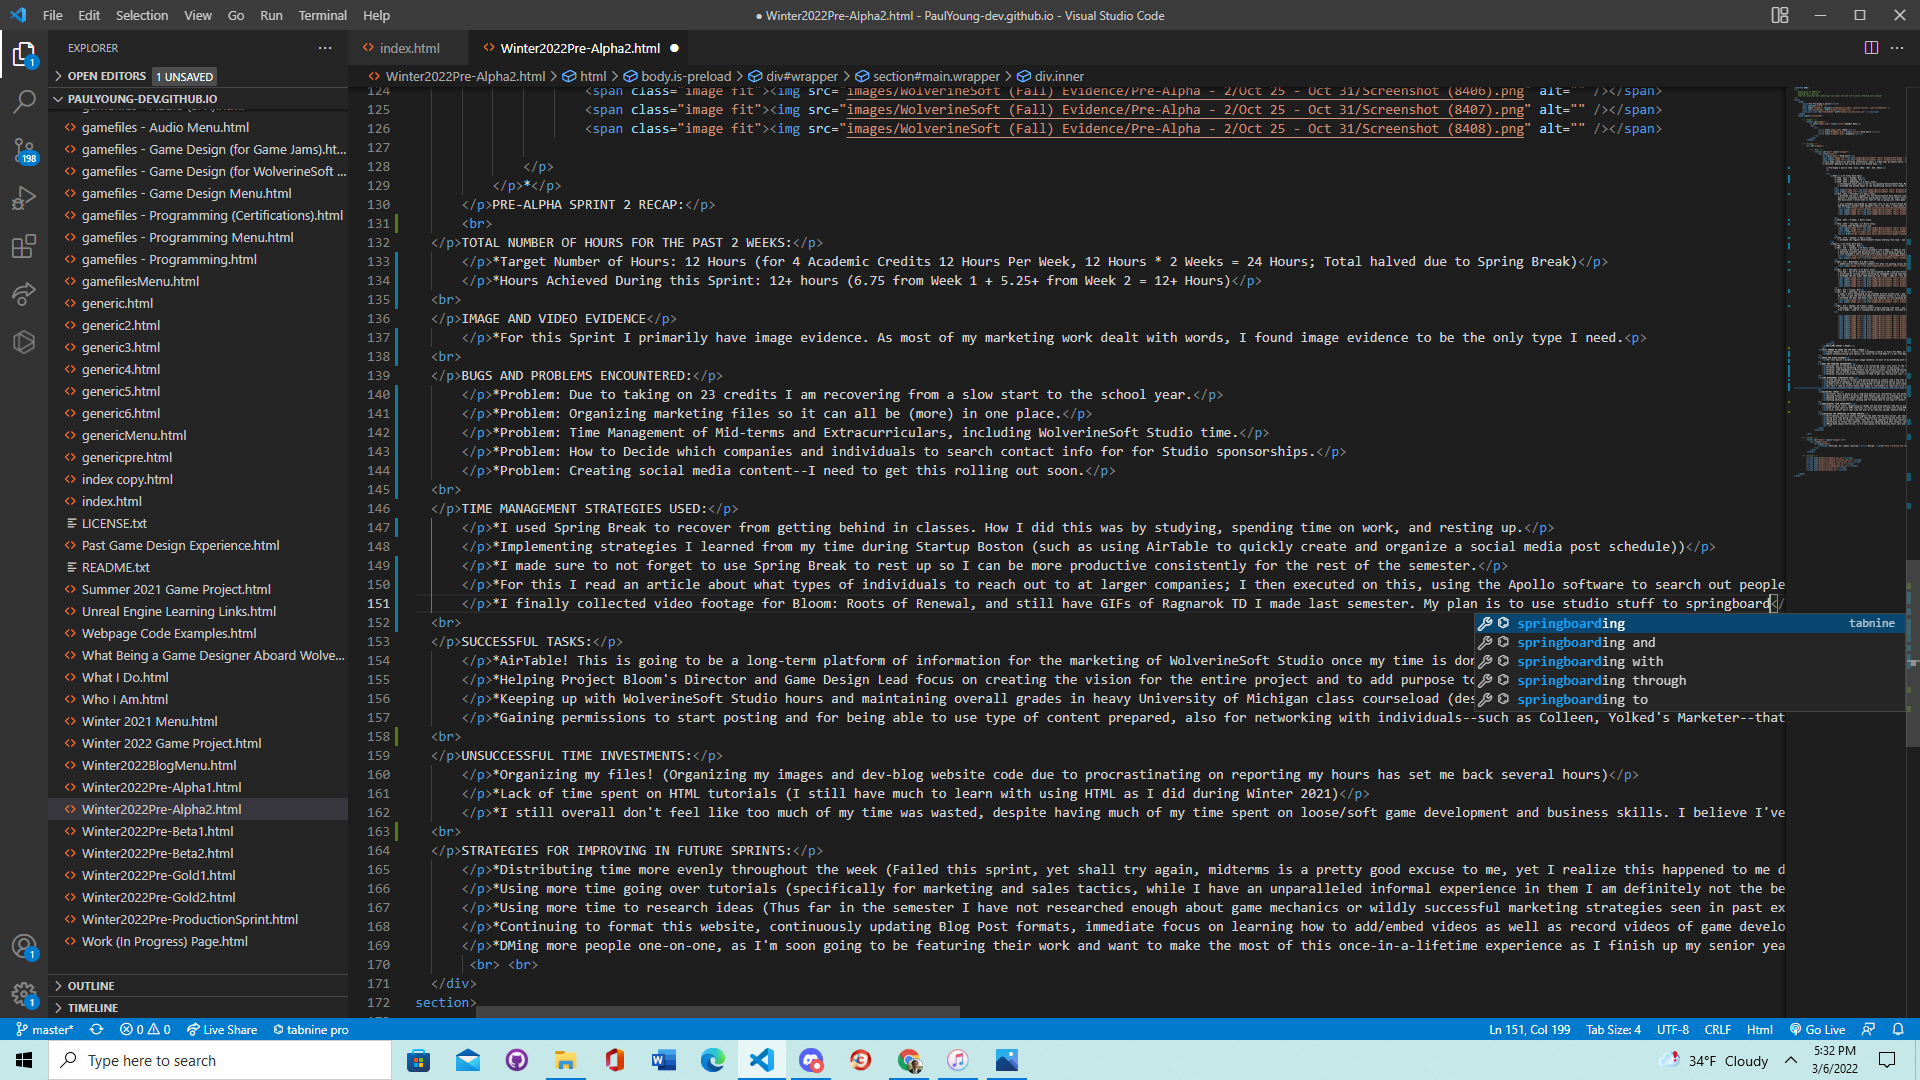 File Edit Selection View Go Run Terminal Help
● Winter2022Pre-Alpha2.html - PaulYoung-dev.github.io - Visual Studio Code
EXPLORER
OPEN EDITORS 1 UNSAVED
PAULYOUNG-DEV.GITHUB.IO
gamefiles - Audio Menu.html
gamefiles - Game Design (for Game Jams).ht...
gamefiles - Game Design (for WolverineSoft ...
gamefiles - Game Design Menu.html
gamefiles - Programming (Certifications).html
gamefiles - Programming Menu.html
gamefiles - Programming.html
gamefilesMenu.html
generic.html
generic2.html
generic3.html
generic4.html
generic5.html
generic6.html
genericMenu.html
genericpre.html
index copy.html
index.html
LICENSE.txt
Past Game Design Experience.html
README.txt
Summer 2021 Game Project.html
Unreal Engine Learning Links.html
Webpage Code Examples.html
What Being a Game Designer Aboard Wolve...
What I Do.html
Who I Am.html
Winter 2021 Menu.html
Winter 2022 Game Project.html
Winter2022BlogMenu.html
Winter2022Pre-Alpha1.html
Winter2022Pre-Alpha2.html
Winter2022Pre-Beta1.html
Winter2022Pre-Beta2.html
Winter2022Pre-Gold1.html
Winter2022Pre-Gold2.html
Winter2022Pre-ProductionSprint.html
Work (In Progress) Page.html
OUTLINE
TIMELINE
1
198
1
1
index.html
Winter2022Pre-Alpha2.html ●
Winter2022Pre-Alpha2.html > html > body.is-preload > div#wrapper > section#main.wrapper > div.inner
124 <span class="image fit"><img src="images/WolverineSoft (Fall) Evidence/Pre-Alpha - 2/Oct 25 - Oct 31/Screenshot (8406).png" alt="" /></span>
125 <span class="image fit"><img src="images/WolverineSoft (Fall) Evidence/Pre-Alpha - 2/Oct 25 - Oct 31/Screenshot (8407).png" alt="" /></span>
126 <span class="image fit"><img src="images/WolverineSoft (Fall) Evidence/Pre-Alpha - 2/Oct 25 - Oct 31/Screenshot (8408).png" alt="" /></span>
127
128 </p>
129 </p>*</p>
130 </p>PRE-ALPHA SPRINT 2 RECAP:</p>
131 <br>
132 </p>TOTAL NUMBER OF HOURS FOR THE PAST 2 WEEKS:</p>
133 </p>*Target Number of Hours: 12 Hours (for 4 Academic Credits 12 Hours Per Week, 12 Hours * 2 Weeks = 24 Hours; Total halved due to Spring Break)</p>
134 </p>*Hours Achieved During this Sprint: 12+ hours (6.75 from Week 1 + 5.25+ from Week 2 = 12+ Hours)</p>
135 <br>
136 </p>IMAGE AND VIDEO EVIDENCE</p>
137 </p>*For this Sprint I primarily have image evidence. As most of my marketing work dealt with words, I found image evidence to be the only type I need.<p>
138 <br>
139 </p>BUGS AND PROBLEMS ENCOUNTERED:</p>
140 </p>*Problem: Due to taking on 23 credits I am recovering from a slow start to the school year.</p>
141 </p>*Problem: Organizing marketing files so it can all be (more) in one place.</p>
142 </p>*Problem: Time Management of Mid-terms and Extracurriculars, including WolverineSoft Studio time.</p>
143 </p>*Problem: How to Decide which companies and individuals to search contact info for for Studio sponsorships.</p>
144 </p>*Problem: Creating social media content--I need to get this rolling out soon.</p>
145 <br>
146 </p>TIME MANAGEMENT STRATEGIES USED:</p>
147 </p>*I used Spring Break to recover from getting behind in classes. How I did this was by studying, spending time on work, and resting up.</p>
148 </p>*Implementing strategies I learned from my time during Startup Boston (such as using AirTable to quickly create and organize a social media post schedule))</p>
149 </p>*I made sure to not forget to use Spring Break to rest up so I can be more productive consistently for the rest of the semester.</p>
150 </p>*For this I read an article about what types of individuals to reach out to at larger companies; I then executed on this, using the Apollo software to search out people
151 </p>*I finally collected video footage for Bloom: Roots of Renewal, and still have GIFs of Ragnarok TD I made last semester. My plan is to use studio stuff to springboard</
152 <br>
153 </p>SUCCESSFUL TASKS:</p>
154 </p>*AirTable! This is going to be a long-term platform of information for the marketing of WolverineSoft Studio once my time is don
155 </p>*Helping Project Bloom's Director and Game Design Lead focus on creating the vision for the entire project and to add purpose to
156 </p>*Keeping up with WolverineSoft Studio hours and maintaining overall grades in heavy University of Michigan class courseload (des
157 </p>*Gaining permissions to start posting and for being able to use type of content prepared, also for networking with individuals--such as Colleen, Yolked's Marketer--that
158 <br>
159 </p>UNSUCCESSFUL TIME INVESTMENTS:</p>
160 </p>*Organizing my files! (Organizing my images and dev-blog website code due to procrastinating on reporting my hours has set me back several hours)</p>
161 </p>*Lack of time spent on HTML tutorials (I still have much to learn with using HTML as I did during Winter 2021)</p>
162 </p>*I still overall don't feel like too much of my time was wasted, despite having much of my time spent on loose/soft game development and business skills. I believe I've
163 <br>
164 </p>STRATEGIES FOR IMPROVING IN FUTURE SPRINTS:</p>
165 </p>*Distributing time more evenly throughout the week (Failed this sprint, yet shall try again, midterms is a pretty good excuse to me, yet I realize this happened to me d
166 </p>*Using more time going over tutorials (specifically for marketing and sales tactics, while I have an unparalleled informal experience in them I am definitely not the be
167 </p>*Using more time to research ideas (Thus far in the semester I have not researched enough about game mechanics or wildly successful marketing strategies seen in past ex
168 </p>*Continuing to format this website, continuously updating Blog Post formats, immediate focus on learning how to add/embed videos as well as record videos of game develo
169 </p>*DMing more people one-on-one, as I'm soon going to be featuring their work and want to make the most of this once-in-a-lifetime experience as I finish up my senior yea
170 <br> <br>
171 </div>
172 section>
springboarding tabnine
springboarding and
springboarding with
springboarding through
springboarding to
master* 0 0 Live Share tabnine pro
Ln 151, Col 199 Tab Size: 4 UTF-8 CRLF Html Go Live
Type here to search
34°F Cloudy
5:32 PM
3/6/2022